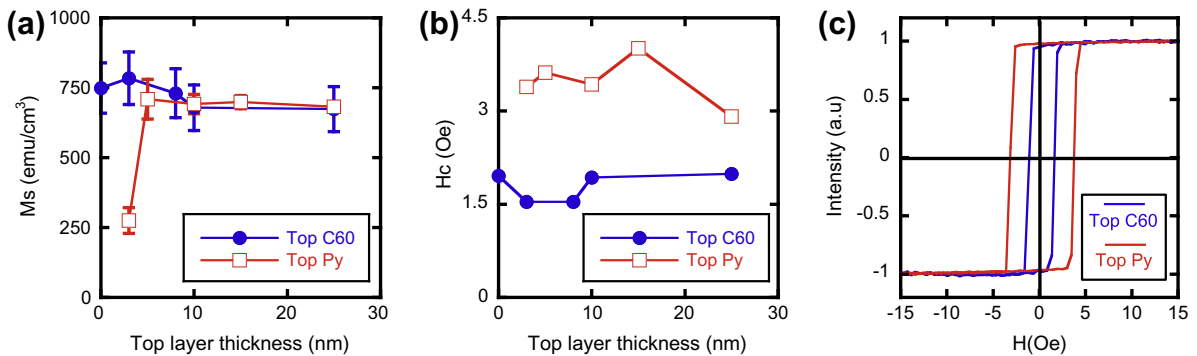 (a)
1000
750
500
250
0
Ms (emu/cm³)
Top C60
Top Py
0
10
20
30
Top layer thickness (nm)
(b)
4.5
3
1.5
0
Hc (Oe)
Top C60
Top Py
0
10
20
30
Top layer thickness (nm)
(c)
1
0.5
0
-0.5
-1
Intensity (a.u)
Top C60
Top Py
-15
-10
-5
0
5
10
15
H(Oe)